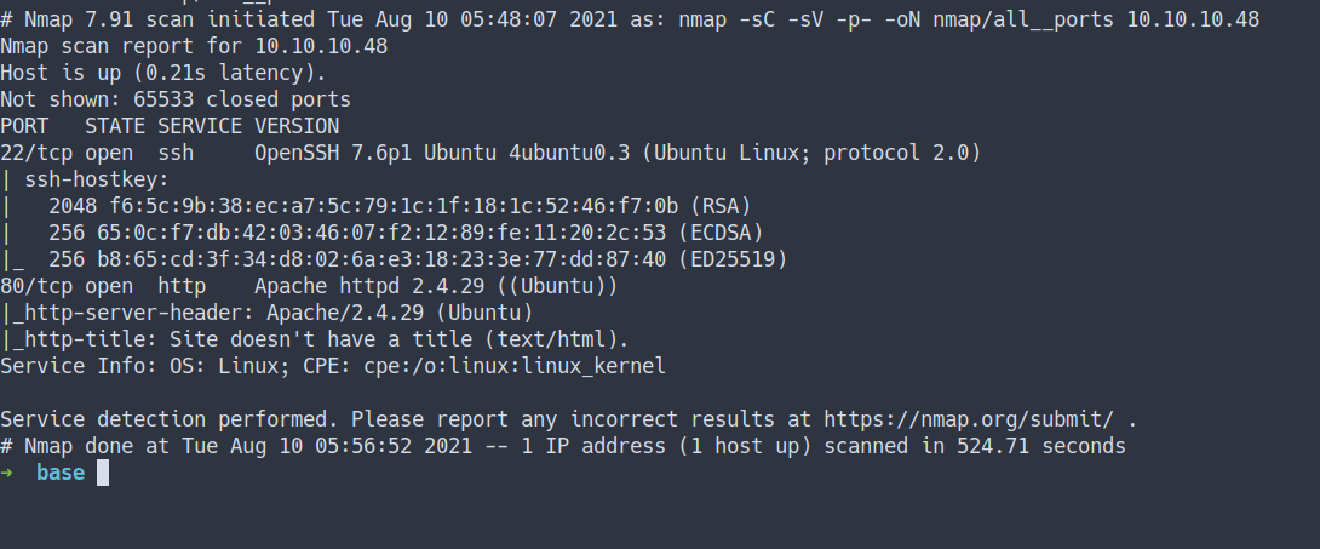 # Nmap 7.91 scan initiated Tue Aug 10 05:48:07 2021 as: nmap -sC -sV -p- -oN nmap/all__ports 10.10.10.48
Nmap scan report for 10.10.10.48
Host is up (0.21s latency).
Not shown: 65533 closed ports
PORT   STATE SERVICE VERSION
22/tcp open  ssh     OpenSSH 7.6p1 Ubuntu 4ubuntu0.3 (Ubuntu Linux; protocol 2.0)
| ssh-hostkey:
|   2048 f6:5c:9b:38:ec:a7:5c:79:1c:1f:18:1c:52:46:f7:0b (RSA)
|   256 65:0c:f7:db:42:03:46:07:f2:12:89:fe:11:20:2c:53 (ECDSA)
|_  256 b8:65:cd:3f:34:d8:02:6a:e3:18:23:3e:77:dd:87:40 (ED25519)
80/tcp open  http    Apache httpd 2.4.29 ((Ubuntu))
|_http-server-header: Apache/2.4.29 (Ubuntu)
|_http-title: Site doesn't have a title (text/html).
Service Info: OS: Linux; CPE: cpe:/o:linux:linux_kernel

Service detection performed. Please report any incorrect results at https://nmap.org/submit/ .
# Nmap done at Tue Aug 10 05:56:52 2021 -- 1 IP address (1 host up) scanned in 524.71 seconds
→ base